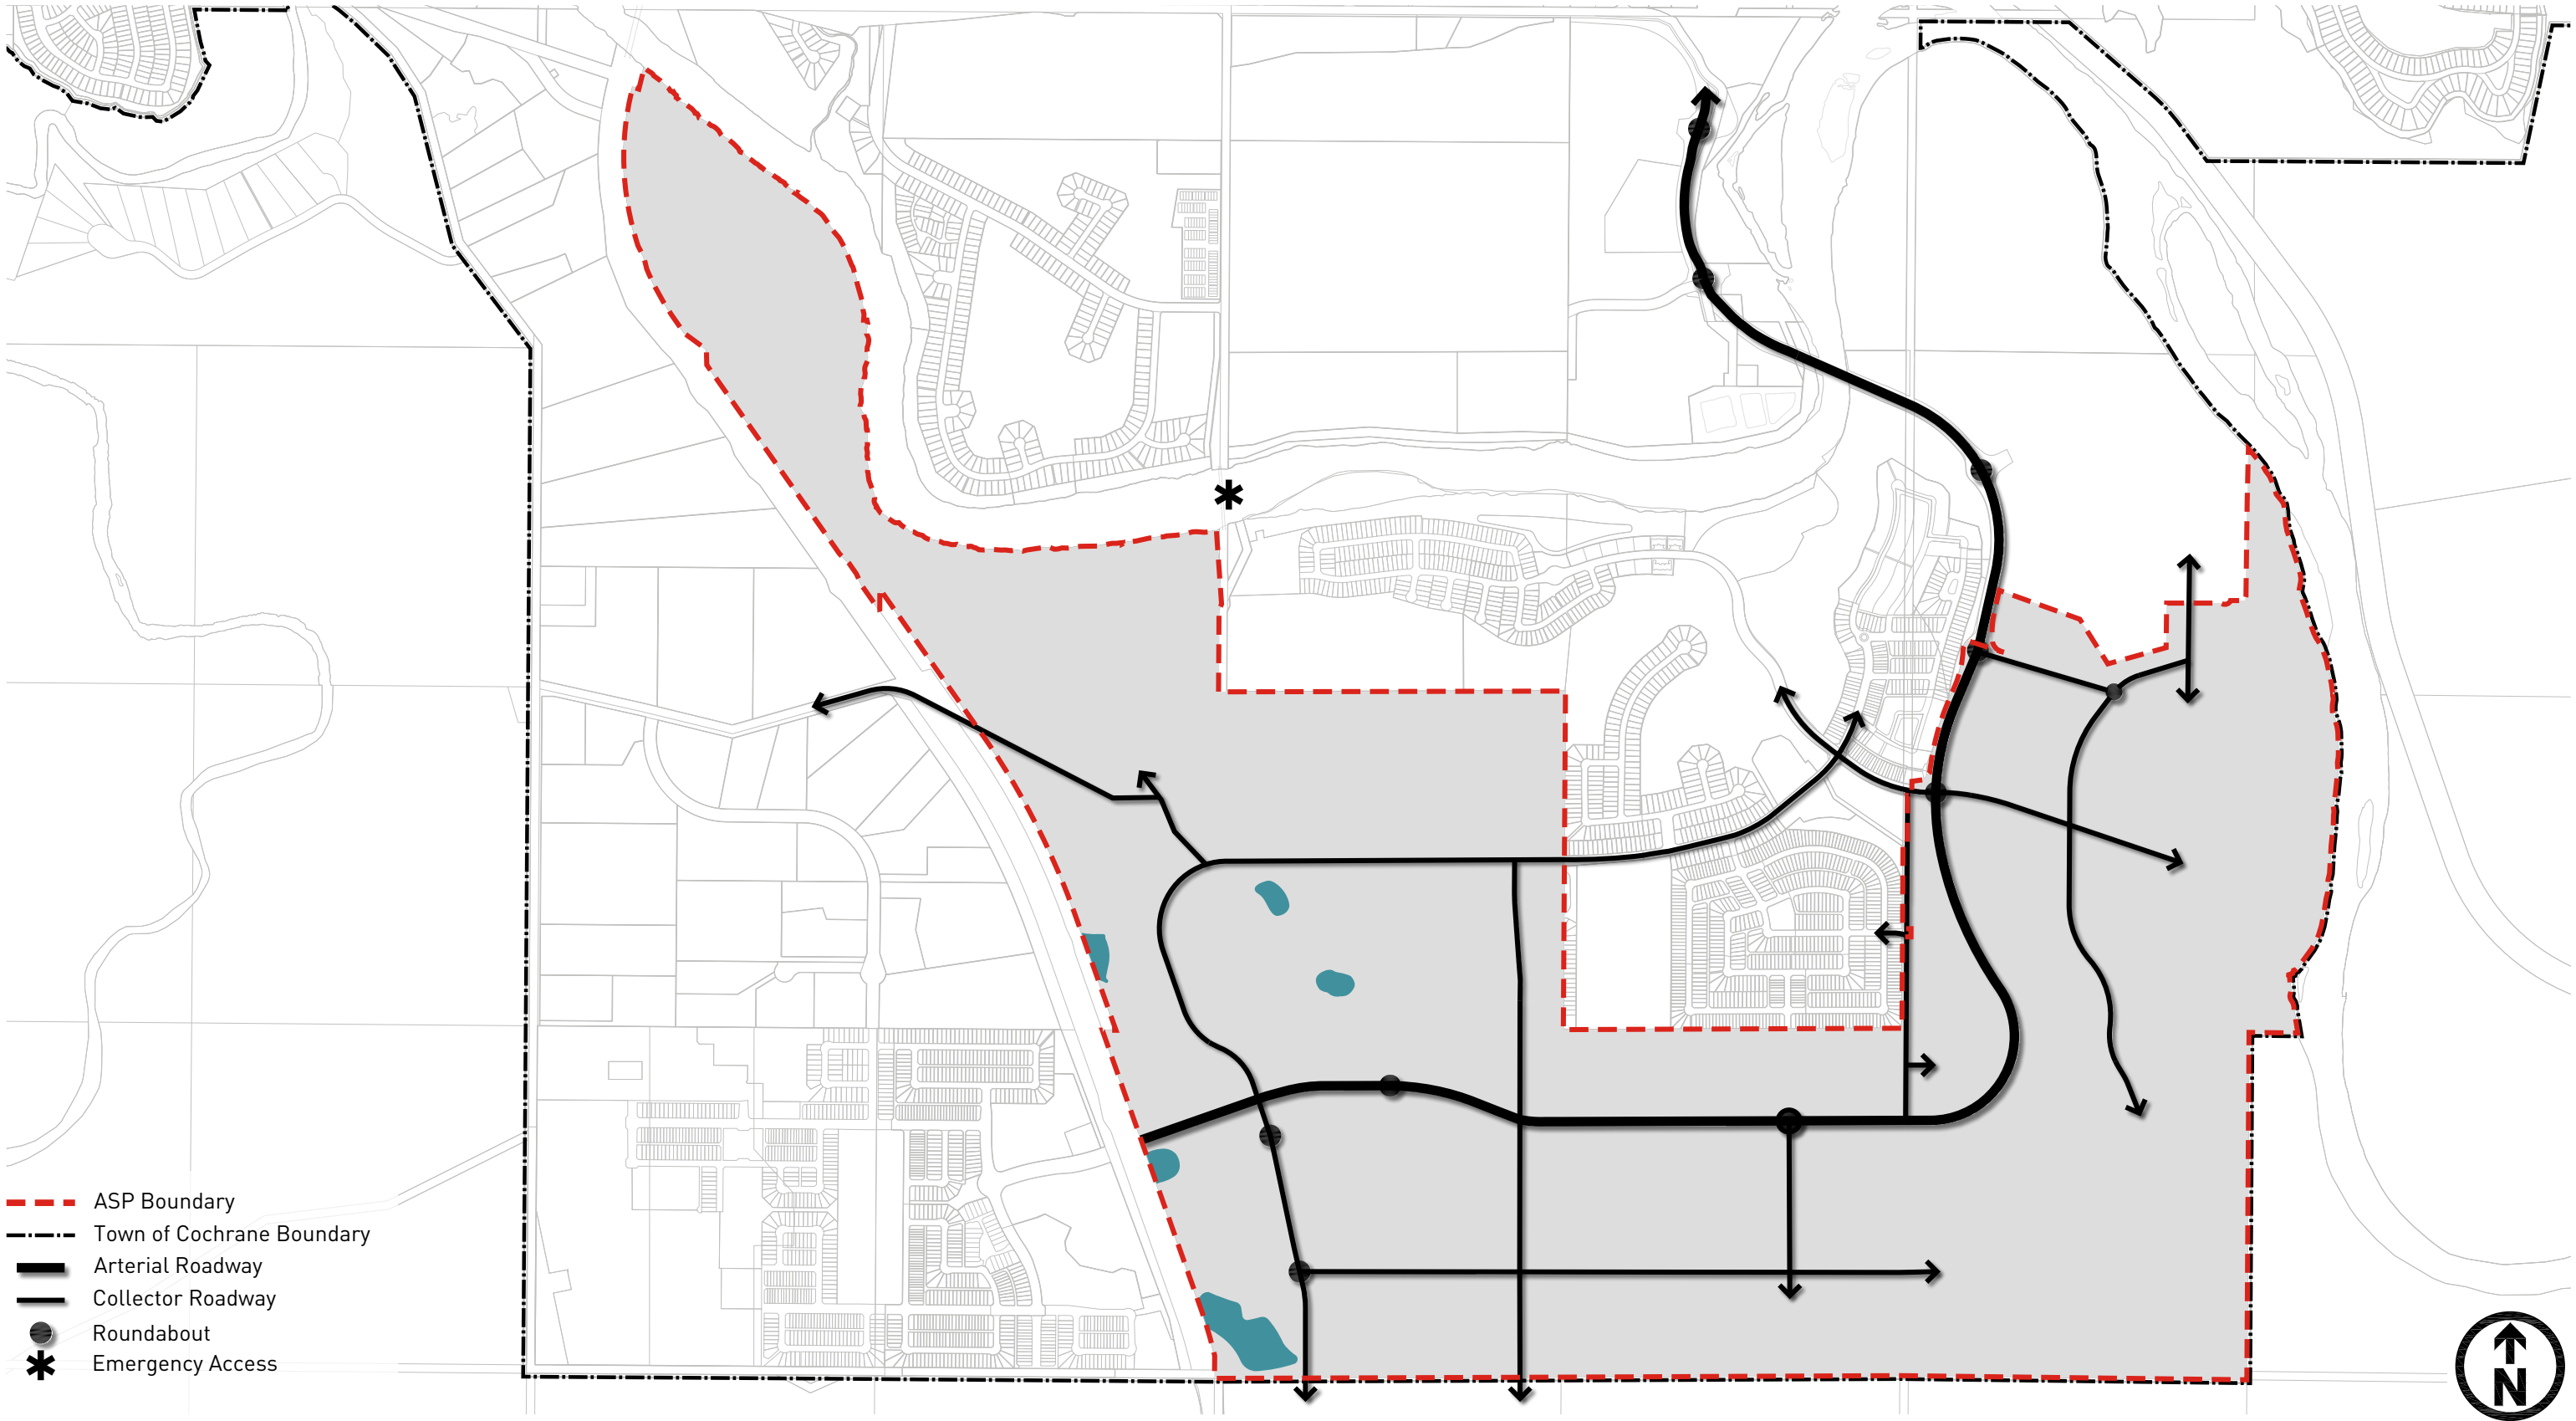 ASP Boundary
Town of Cochrane Boundary
Arterial Roadway
Collector Roadway
Roundabout
Emergency Access
N